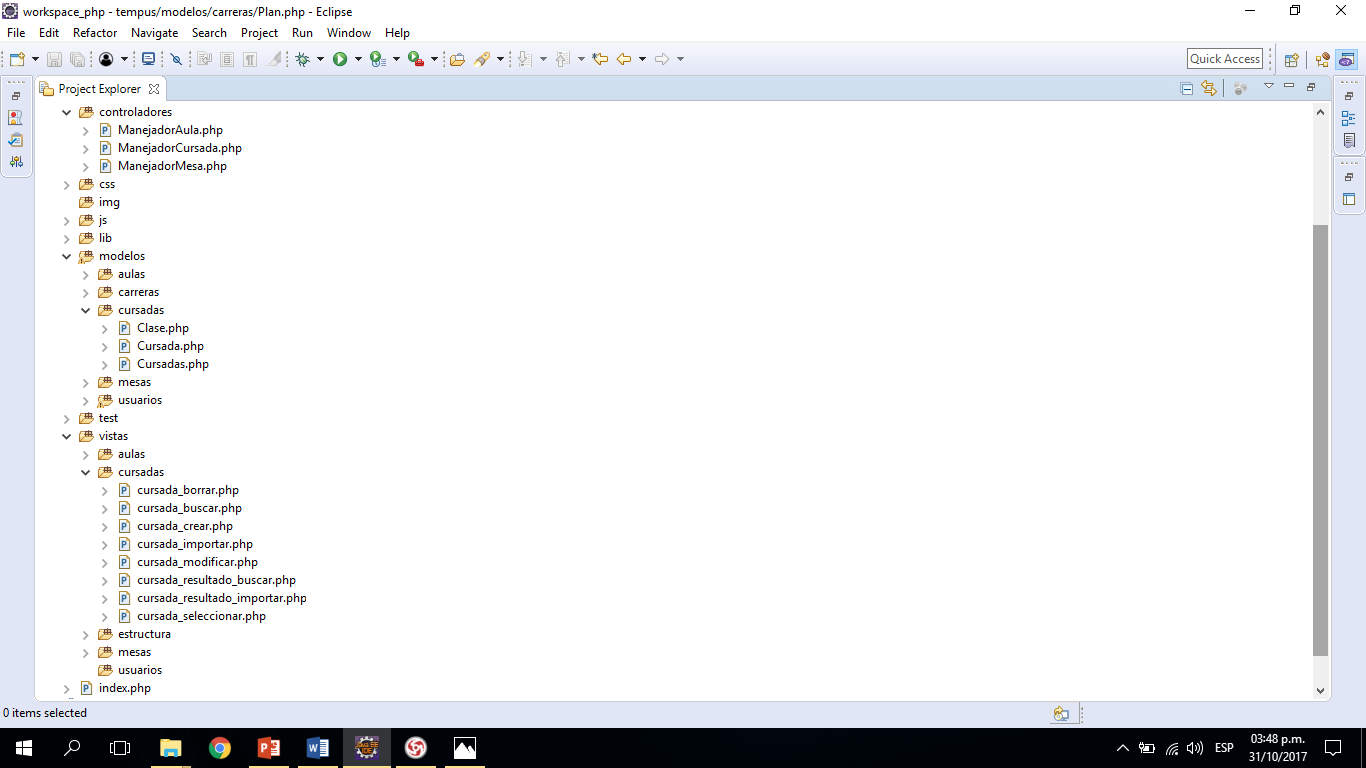 workspace_php - tempus/modelos/carreras/Plan.php - Eclipse
File Edit Refactor Navigate Search Project Run Window Help
Quick Access
Project Explorer
controladores
ManejadorAula.php
ManejadorCursada.php
ManejadorMesa.php
css
img
js
lib
modelos
aulas
carreras
cursadas
Clase.php
Cursada.php
Cursadas.php
mesas
usuarios
test
vistas
aulas
cursadas
cursada_borrar.php
cursada_buscar.php
cursada_crear.php
cursada_importar.php
cursada_modificar.php
cursada_resultado_buscar.php
cursada_resultado_importar.php
cursada_seleccionar.php
estructura
mesas
usuarios
index.php
0 items selected
ESP
03:48 p.m.
31/10/2017